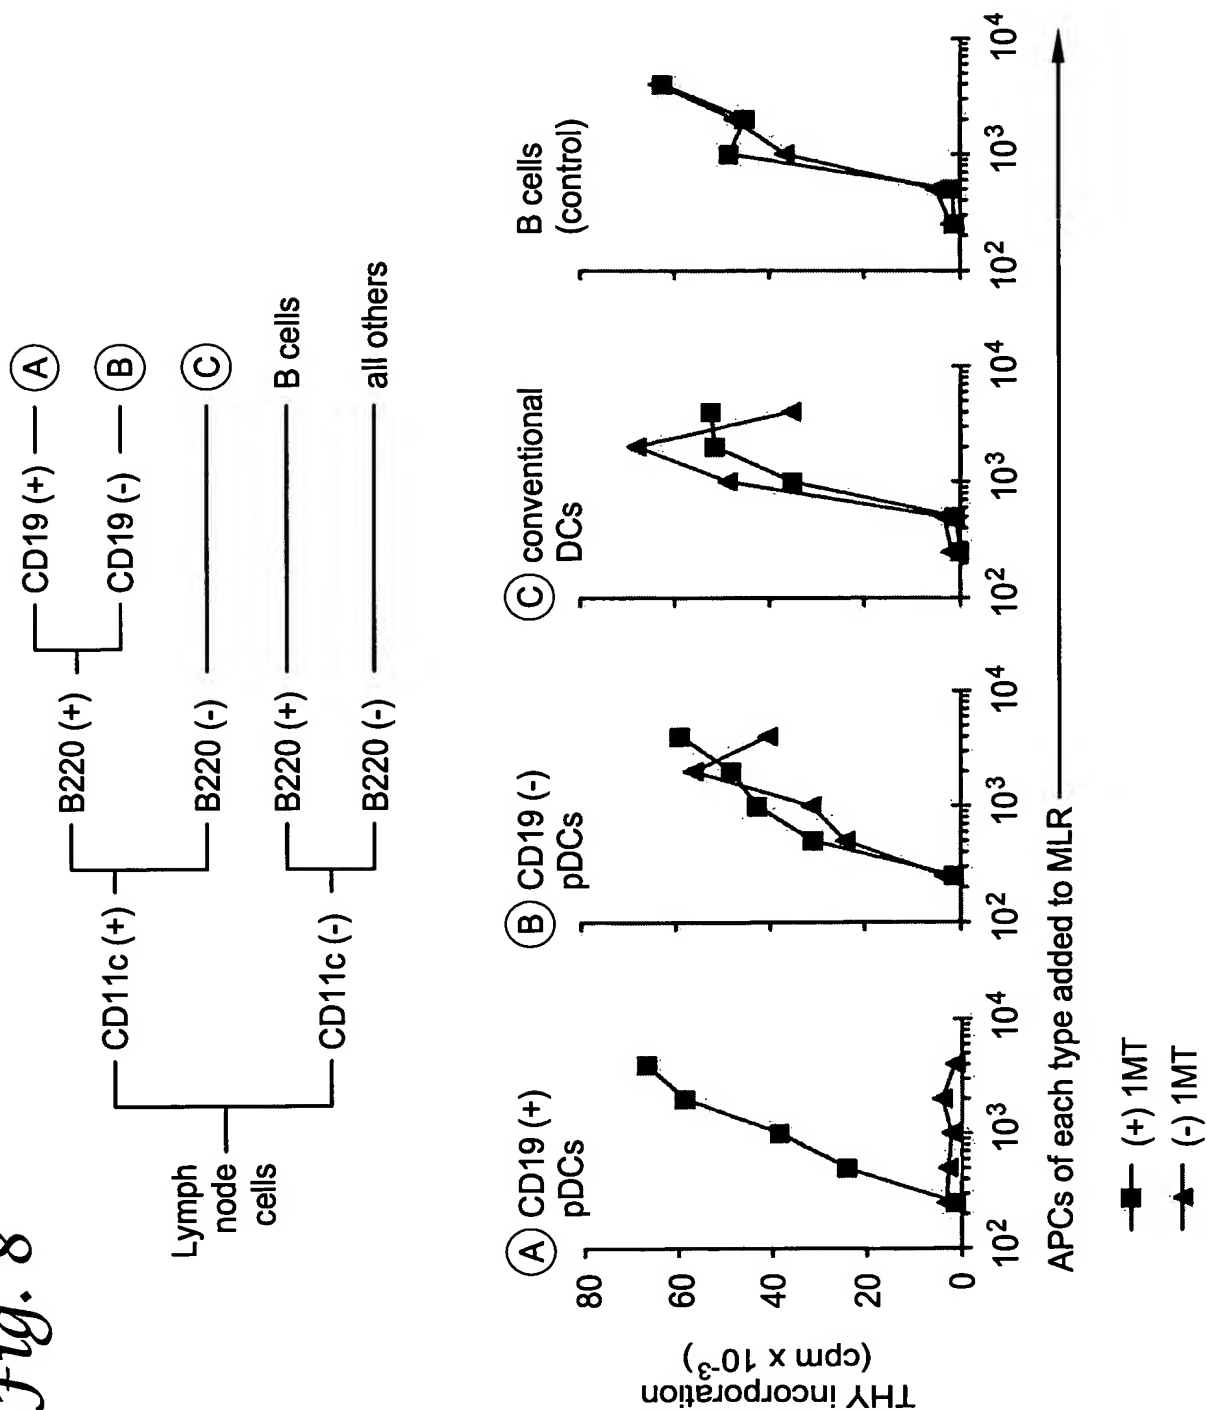 Fig. 8
Lymph
node
cells
CD11c (+)
CD11c (-)
B220 (+)
B220 (-)
B220 (+)
B220 (-)
CD19 (+)
CD19 (-)
A
B
C
B cells
all others
THY incorporation
(cpm x 10-3)
A CD19 (+)
pDCs
80
60
40
20
0
10²
10³
10⁴
B CD19 (-)
pDCs
10²
10³
10⁴
C conventional
DCs
10²
10³
10⁴
B cells
(control)
10²
10³
10⁴
APCs of each type added to MLR
(+) 1MT
(-) 1MT